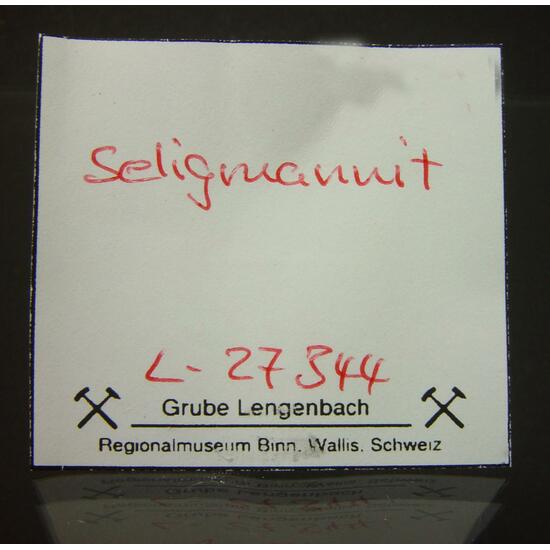 Seligmannit
L-27344
Grube Lengenbach
Regionalmuseum Binn, Wallis, Schweiz